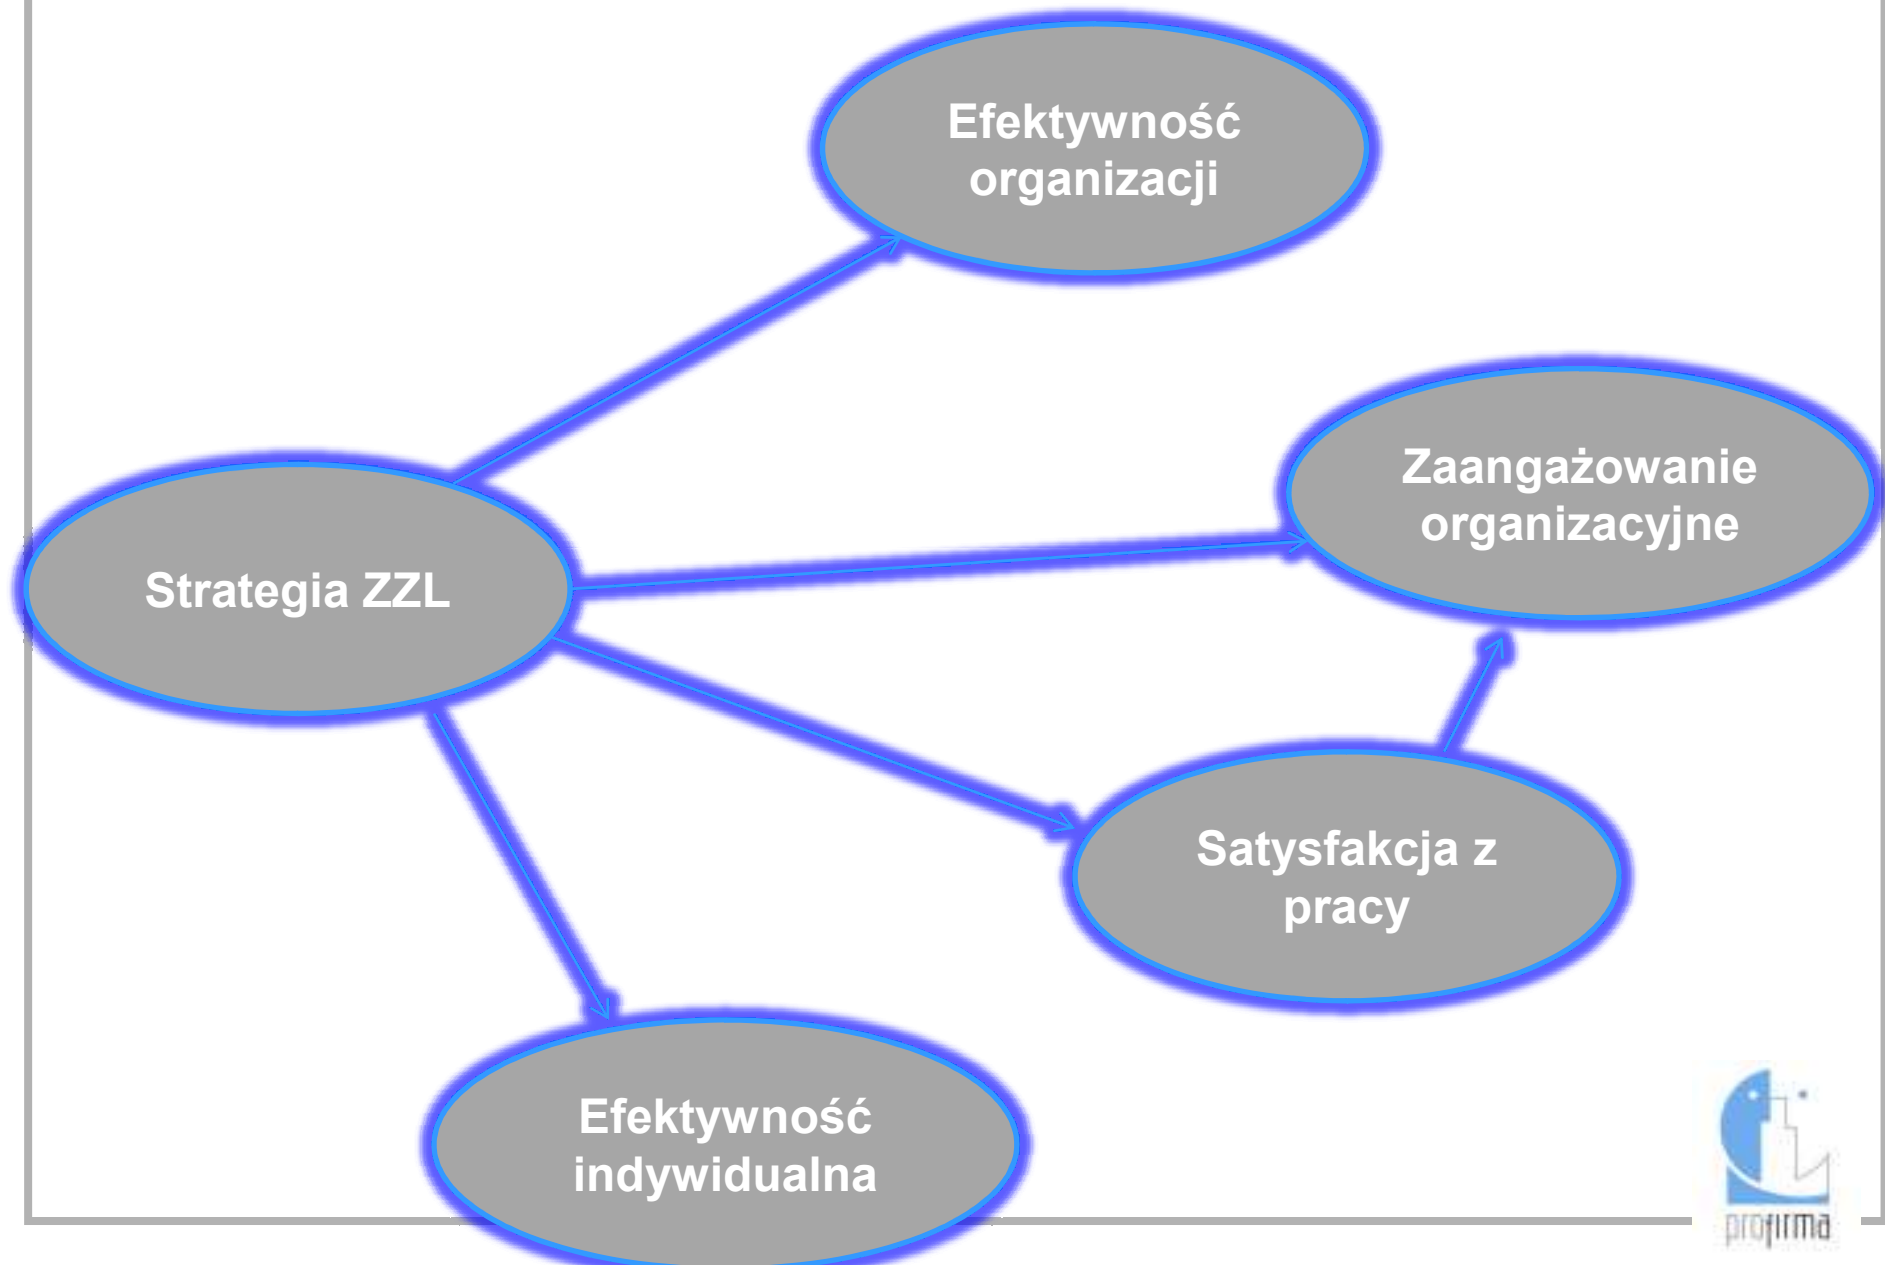 Efektywność
organizacji
Zaangażowanie
organizacyjne
Strategia ZZL
Satysfakcja z
pracy
Efektywność
indywidualna
profirma